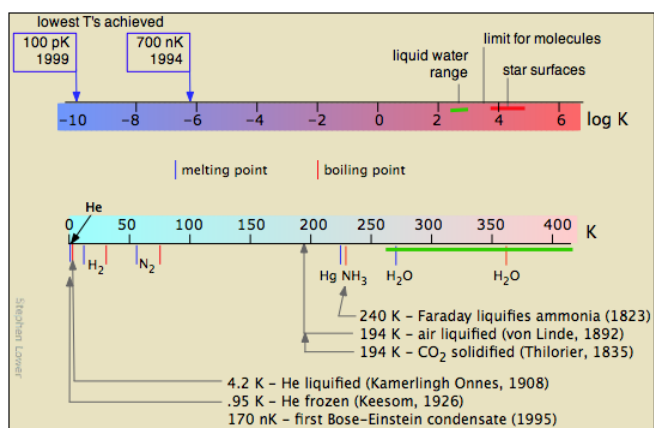 lowest T's achieved
100 pK
1999
700 nK
1994
liquid water
range
limit for molecules
star surfaces
-10 -8 -6 -4 -2 0 2 4 6 log K
melting point boiling point
He
0 50 100 150 200 250 300 350 400 K
H₂ N₂ Hg NH₃ H₂O H₂O
240 K – Faraday liquifies ammonia (1823)
194 K – air liquified (von Linde, 1892)
194 K – CO₂ solidified (Thilorier, 1835)
4.2 K – He liquified (Kamerlingh Onnes, 1908)
.95 K – He frozen (Keesom, 1926)
170 nK – first Bose-Einstein condensate (1995)
Stephen Lower